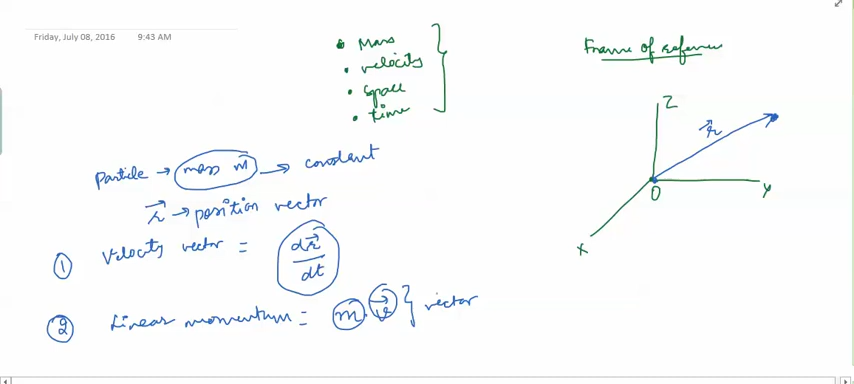 Friday, July 08, 2016 9:43 AM
• Mass
• velocity
• space
• time
Frame of reference
Z
r⃗
O
Y
X
Particle → mass m → constant
r⃗ → position vector
① Velocity vector = dr⃗/dt
② Linear momentum = m.v⃗ } vector